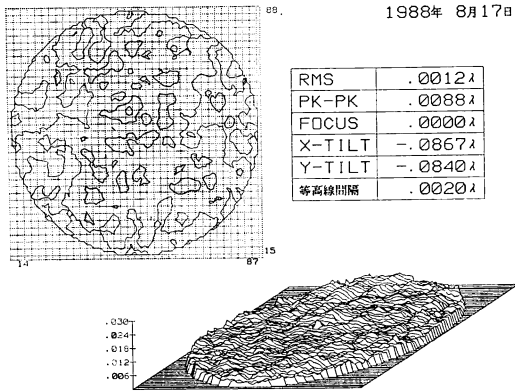 88.
1988年 8月17日
RMS .0012λ
PK-PK .0088λ
FOCUS .0000λ
X-TILT -.0867λ
Y-TILT -.0840λ
等高線間隔 .0020λ
15
14 87
.030
.024
.018
.012
.006